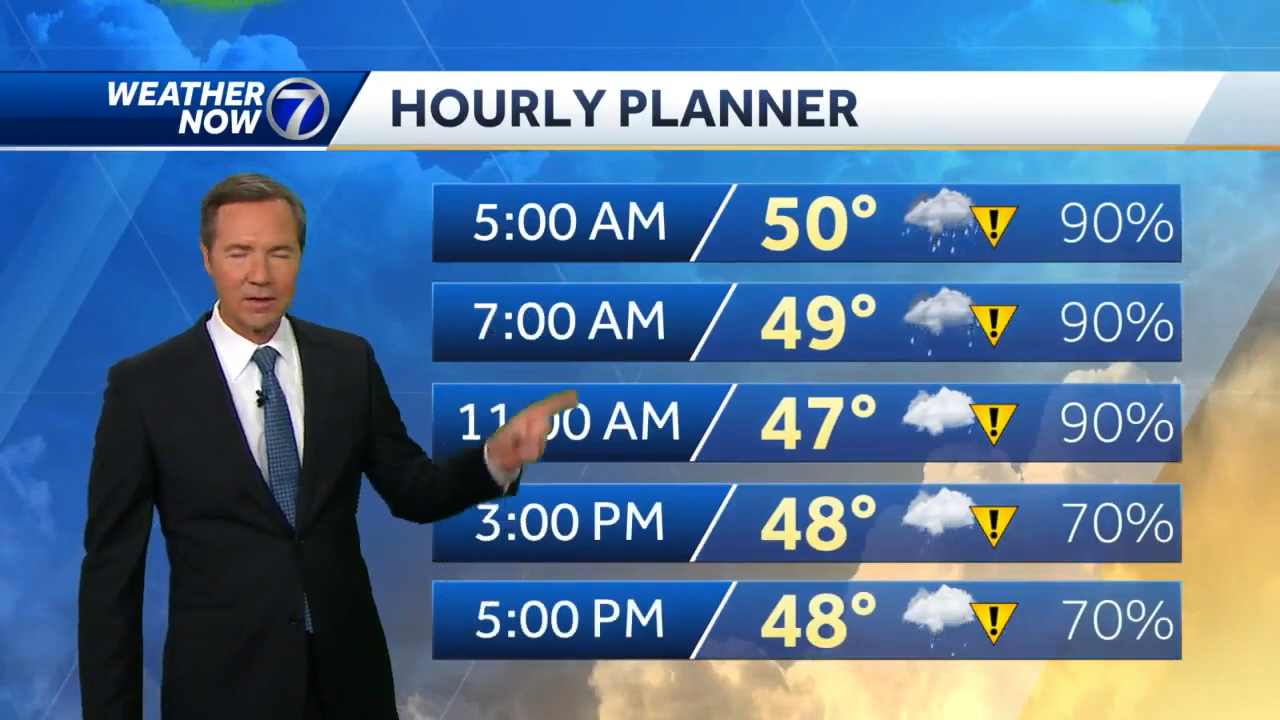 WEATHER
NOW 7
HOURLY PLANNER
5:00 AM 50° ! 90%
7:00 AM 49° ! 90%
11:00 AM 47° ! 90%
3:00 PM 48° ! 70%
5:00 PM 48° ! 70%